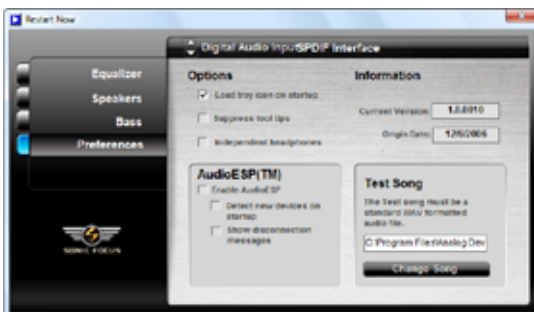 Restart Now
Digital Audio Input SPDIF Interface
Equalizer
Speakers
Bass
Preferences
SONIC FOCUS
Options
Load tray icon on startup
Suppress tool tips
Independent headphones
Information
Current Version: 1.0.0010
Origin Date: 12/6/2006
AudioESP(TM)
Enable AudioESP
Detect new devices on
startup
Show disconnection
messages
Test Song
The Test song must be a
standard WAV formatted
audio file.
C:\Program Files\Analog Dev
Change Song